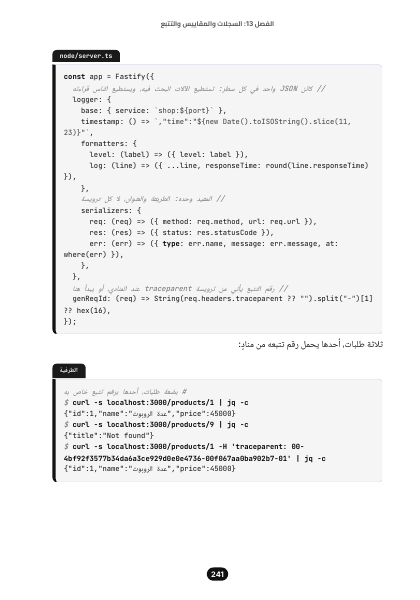 الفصل 13: السجلات والمقاييس والتتبع
node/server.ts
const app = Fastify({
// كائن JSON واحد في كل سطر: تستطيع الآلات البحث فيه، ويستطيع الناس قراءته
logger: {
base: { service: `shop:${port}` },
timestamp: () => `,"time":"${new Date().toISOString().slice(11,
23)}"`,
formatters: {
level: (label) => ({ level: label }),
log: (line) => ({ ...line, responseTime: round(line.responseTime)
}),
},
// المفيد وحده: الطريقة والعنوان، لا كل ترويسة
serializers: {
req: (req) => ({ method: req.method, url: req.url }),
res: (res) => ({ status: res.statusCode }),
err: (err) => ({ type: err.name, message: err.message, at:
where(err) }),
},
},
// رقم التتبع يأتي من ترويسة traceparent عند المنادي، أو يبدأ هنا
genReqId: (req) => String(req.headers.traceparent ?? "").split("-")[1]
?? hex(16),
});
ثلاثة طلبات، أحدها يحمل رقم تتبعه من منادٍ:
الطرفية
# بضعة طلبات، أحدها برقم تتبع خاص به
$ curl -s localhost:3000/products/1 | jq -c
{"id":1,"name":"عدة الروبوت","price":45000}
$ curl -s localhost:3000/products/9 | jq -c
{"title":"Not found"}
$ curl -s localhost:3000/products/1 -H 'traceparent: 00-
4bf92f3577b34da6a3ce929d0e0e4736-00f067aa0ba902b7-01' | jq -c
{"id":1,"name":"عدة الروبوت","price":45000}
241